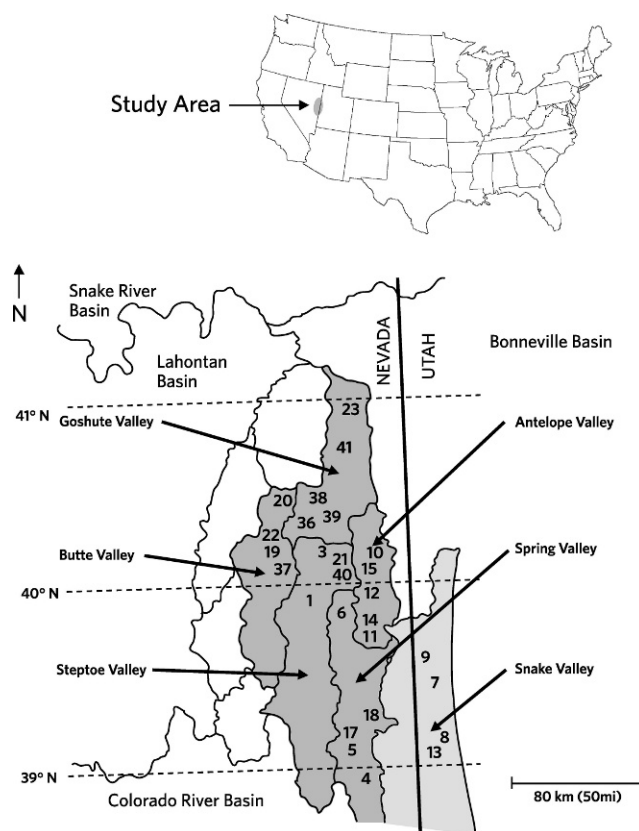 Study Area
N
Snake River
Basin
Lahontan
Basin
NEVADA
UTAH
Bonneville Basin
41° N
23
Goshute Valley
Antelope Valley
41
20
38
36
39
22
19
3
21
10
Butte Valley
Spring Valley
37
40
15
40° N
1
6
12
14
11
9
Steptoe Valley
7
Snake Valley
18
17
5
8
13
39° N
4
Colorado River Basin
80 km (50mi)